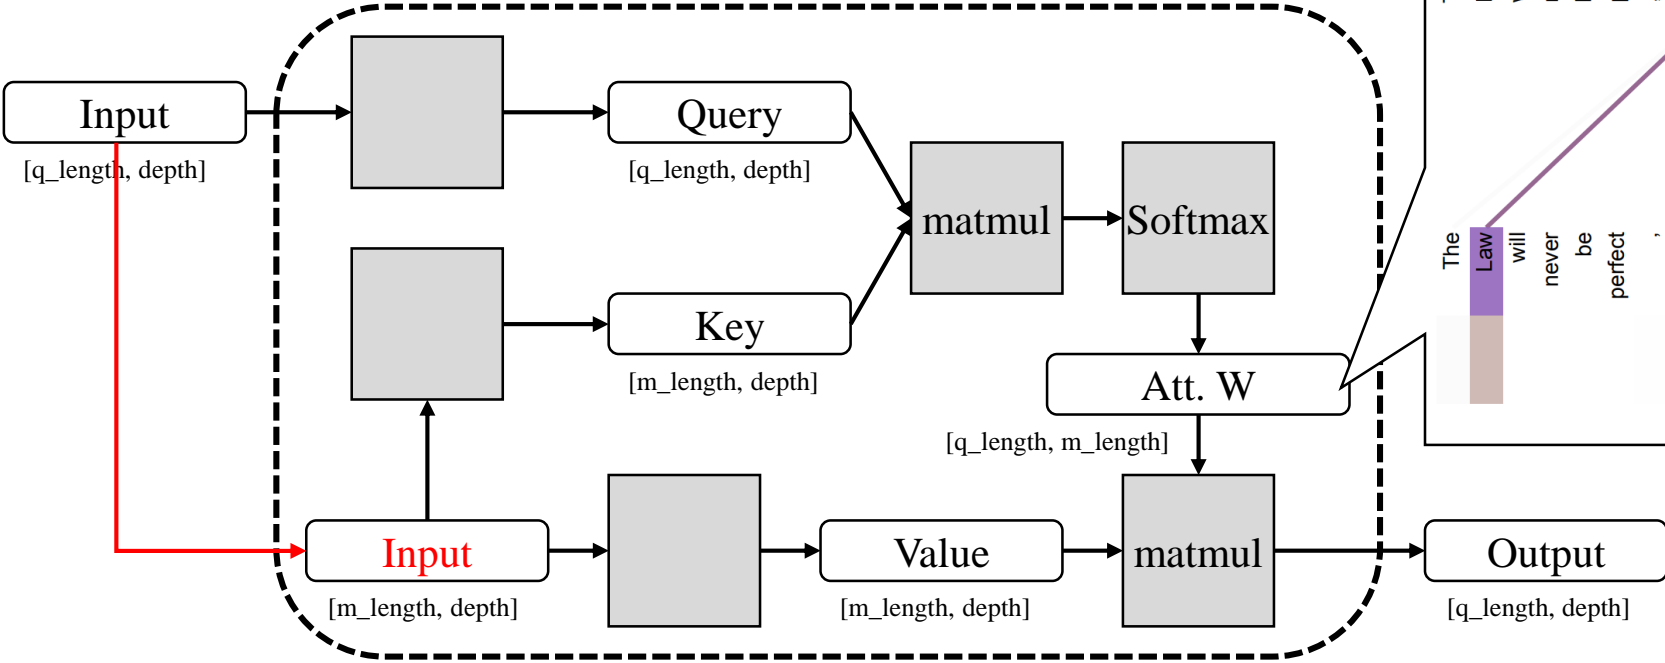 Input
[q_length, depth]
Query
[q_length, depth]
matmul
Softmax
Key
[m_length, depth]
Att. W
[q_length, m_length]
Input
[m_length, depth]
Value
[m_length, depth]
matmul
Output
[q_length, depth]
The
Law
will
never
be
perfect
,